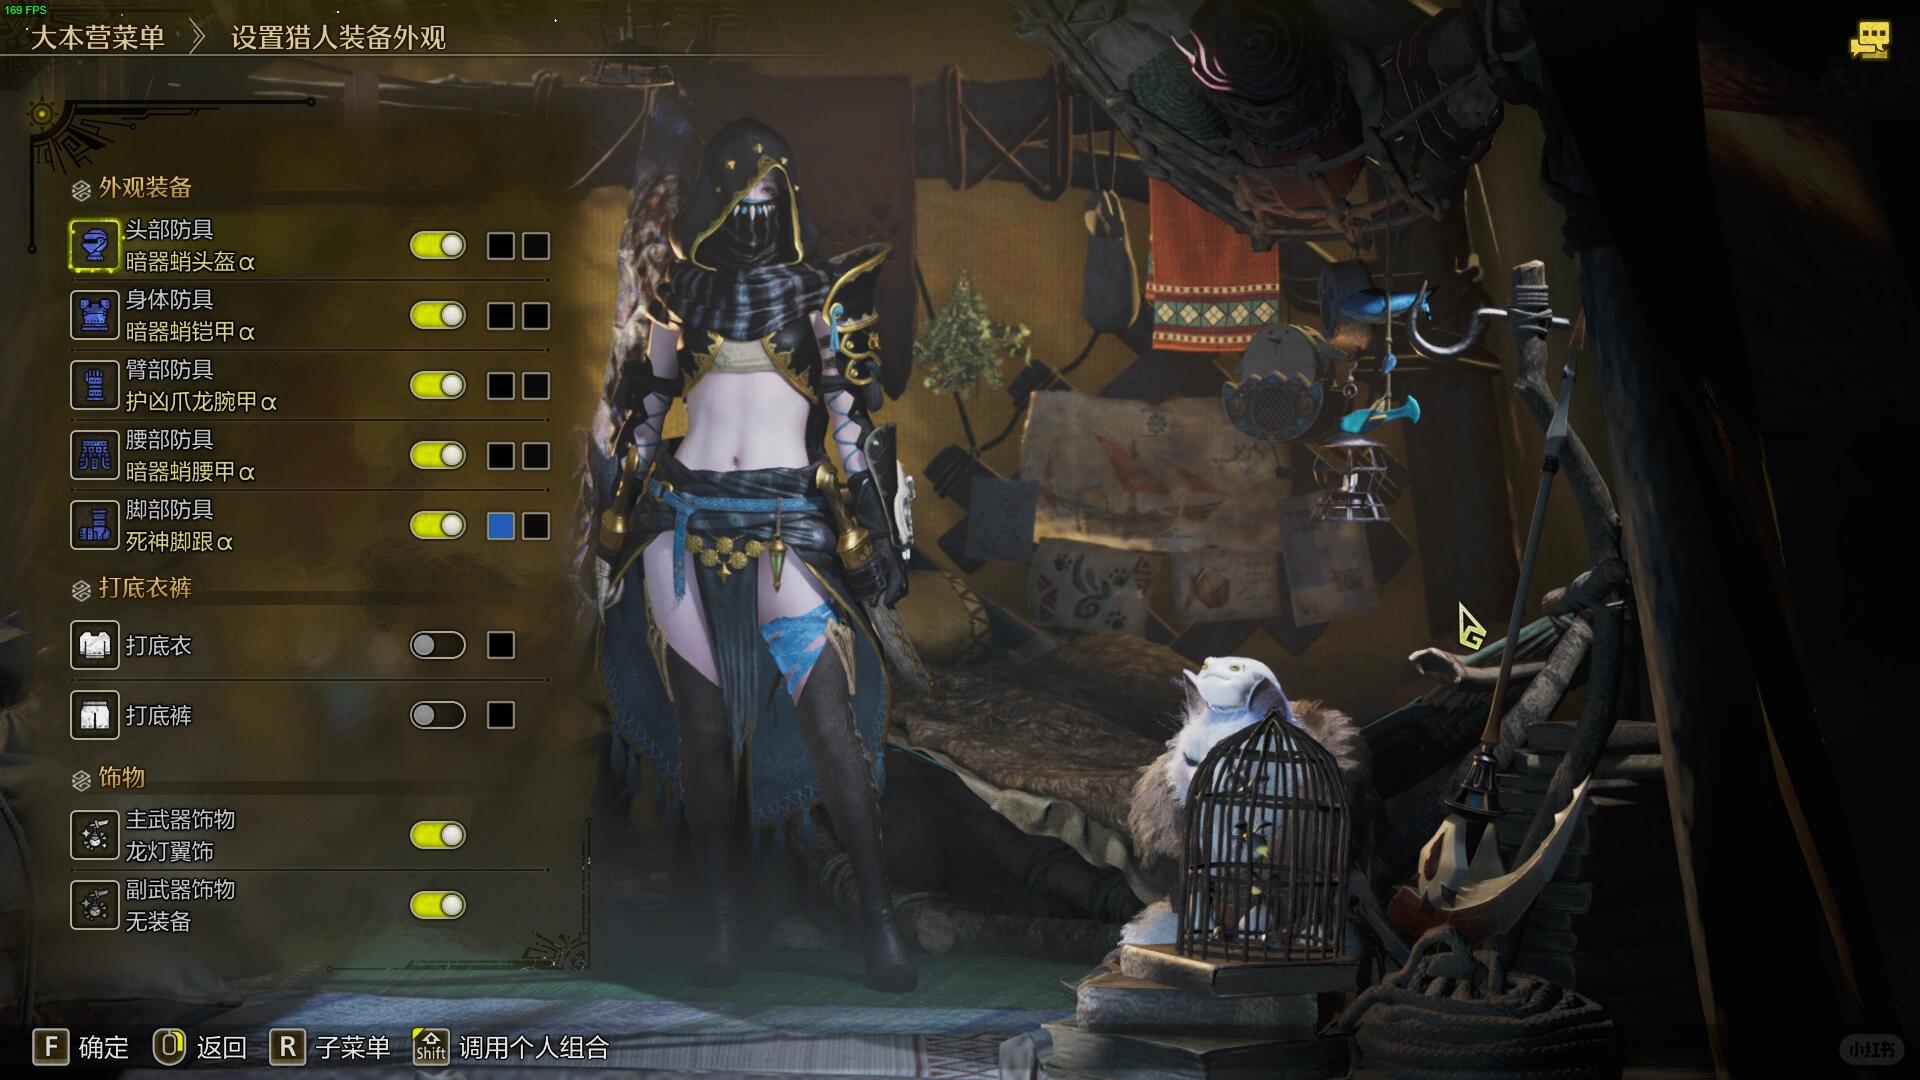 169 FPS
大本营菜单
设置猎人装备外观
外观装备
头部防具
暗器蛸头盔α
身体防具
暗器蛸铠甲α
臂部防具
护凶爪龙腕甲α
腰部防具
暗器蛸腰甲α
脚部防具
死神脚跟α
打底衣裤
打底衣
打底裤
饰物
主武器饰物
龙灯翼饰
副武器饰物
无装备
F 确定 返回 R 子菜单 Shift 调用个人组合
小红书